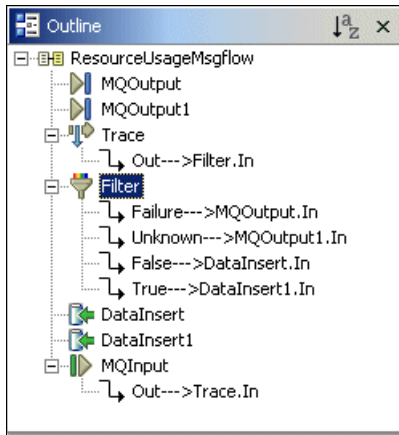 Outline
ResourceUsageMsgflow
MQOutput
MQOutput1
Trace
Out--->Filter.In
Filter
Failure--->MQOutput.In
Unknown--->MQOutput1.In
False--->DataInsert.In
True--->DataInsert1.In
DataInsert
DataInsert1
MQInput
Out--->Trace.In